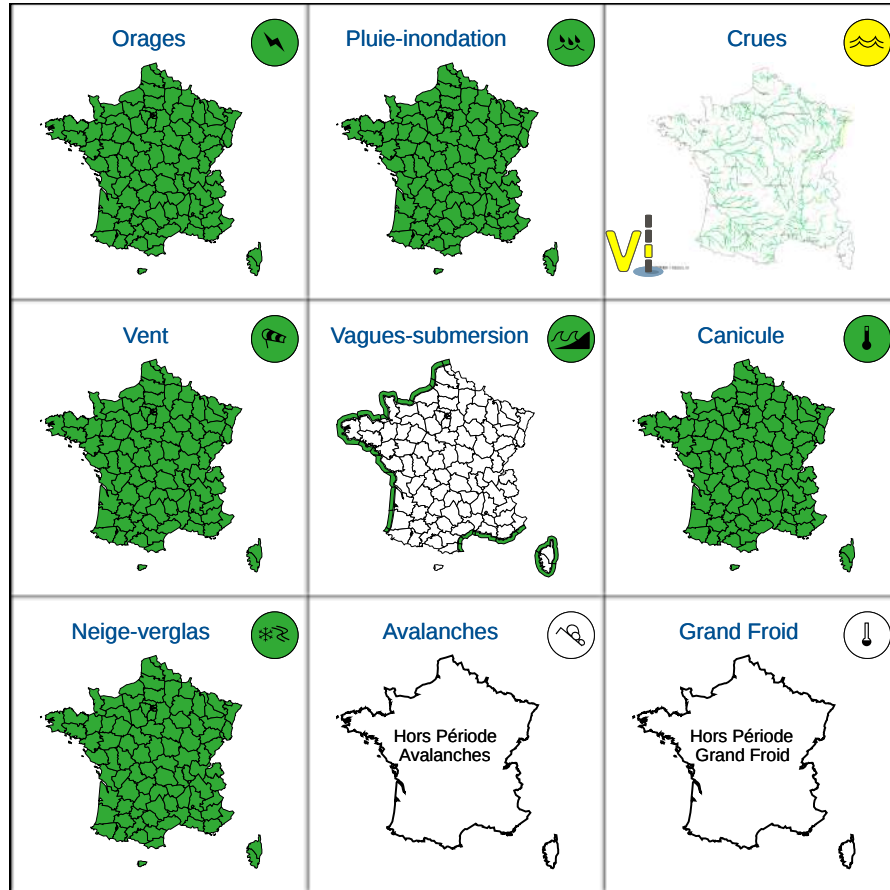 Orages
Pluie-inondation
Crues
Vi
Vent
Vagues-submersion
Canicule
Neige-verglas
Avalanches
Grand Froid
Hors Période
Avalanches
Hors Période
Grand Froid